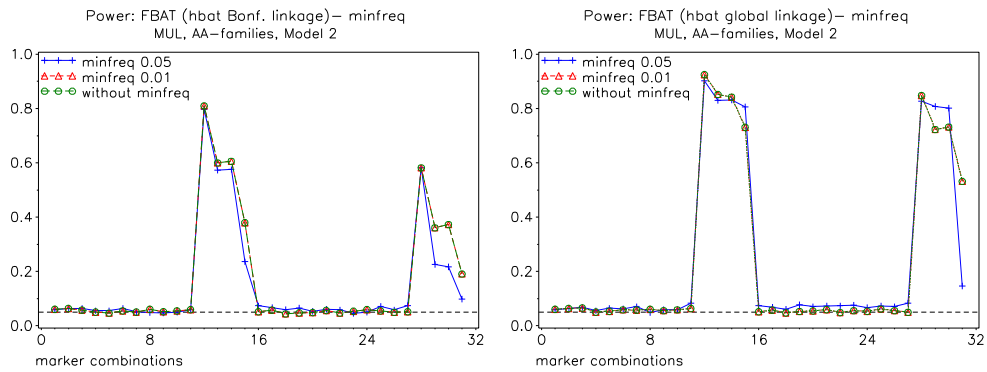 Power: FBAT (hbat Bonf. linkage)– minfreq
MUL, AA–families, Model 2
1.0
0.8
0.6
0.4
0.2
0.0
minfreq 0.05
minfreq 0.01
without minfreq
0
8
16
24
32
marker combinations
Power: FBAT (hbat global linkage)– minfreq
MUL, AA–families, Model 2
1.0
0.8
0.6
0.4
0.2
0.0
minfreq 0.05
minfreq 0.01
without minfreq
0
8
16
24
32
marker combinations